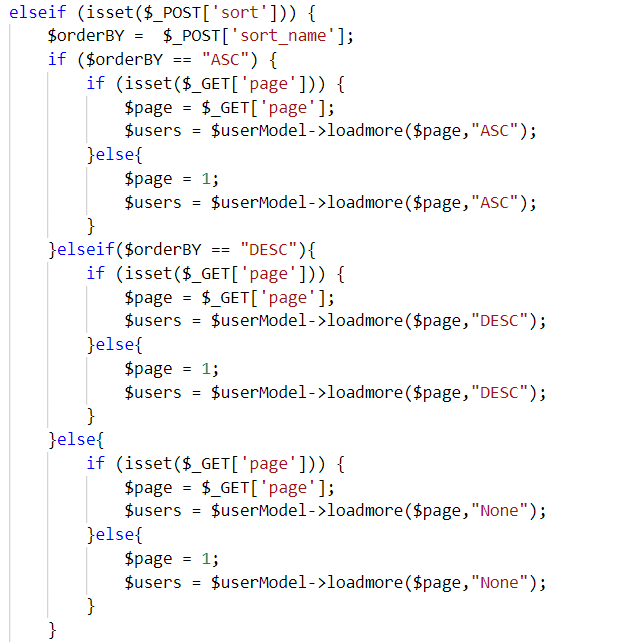 elseif (isset($_POST['sort'])) {
    $orderBY =  $_POST['sort_name'];
    if ($orderBY == "ASC") {
        if (isset($_GET['page'])) {
            $page = $_GET['page'];
            $users = $userModel->loadmore($page,"ASC");
        }else{
            $page = 1;
            $users = $userModel->loadmore($page,"ASC");
        }
    }elseif($orderBY == "DESC"){
        if (isset($_GET['page'])) {
            $page = $_GET['page'];
            $users = $userModel->loadmore($page,"DESC");
        }else{
            $page = 1;
            $users = $userModel->loadmore($page,"DESC");
        }
    }else{
        if (isset($_GET['page'])) {
            $page = $_GET['page'];
            $users = $userModel->loadmore($page,"None");
        }else{
            $page = 1;
            $users = $userModel->loadmore($page,"None");
        }
    }